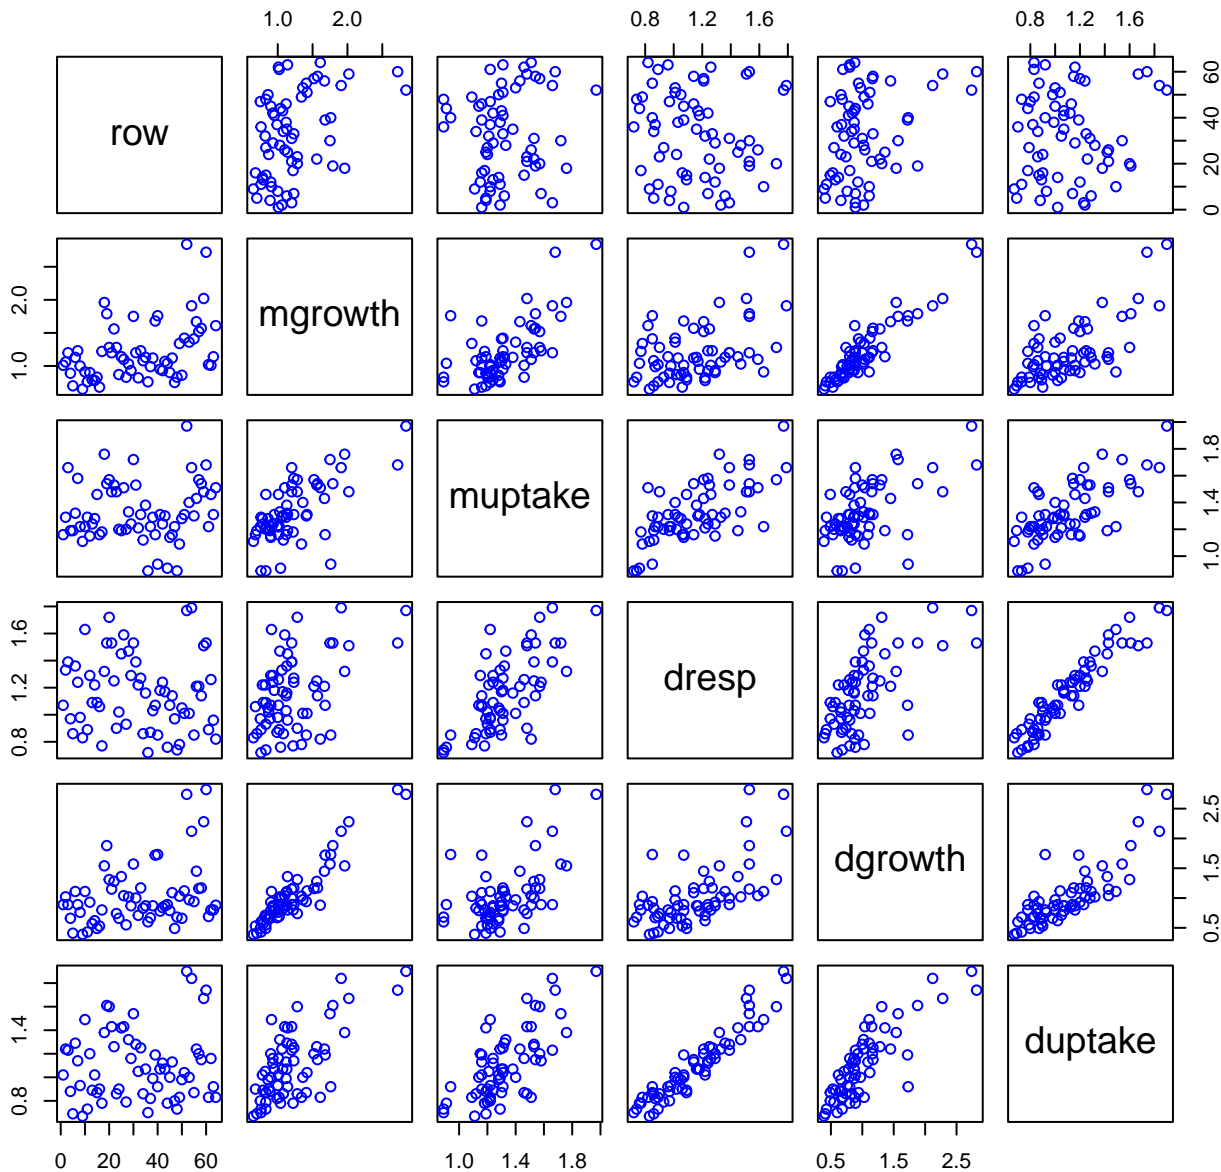 1.0 2.0 0.8 1.2 1.6 0.8 1.2 1.6
row 0 20 40 60
1.0 2.0 mgrowth
muptake 1.0 1.4 1.8
0.8 1.2 1.6 dresp
dgrowth 0.5 1.5 2.5
0.8 1.4 duptake
0 20 40 60 1.0 1.4 1.8 0.5 1.5 2.5